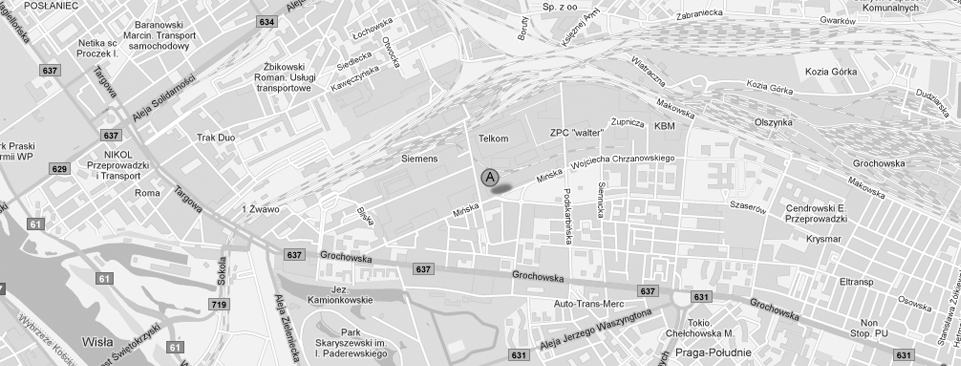 POSŁANIEC
Baranowski
Marcin. Transport
samochodowy
Netika sc
Proczek I.
634
637
Targowa
Aleja Solidarności
Żbikowski
Roman. Usługi
transportowe
Łochowska
Otwocka
Siedlecka
Kawęczyńska
Sp. z oo
Boruty
Księżnej Anny
Zabraniecka
Gwarków
Komunalnych
Kozia Górka
Kozia Górka
Dudziarska
Wiatraczna
Makowska
Olszynka
637
Trak Duo
Telkom
ZPC "walter"
Żupnicza
KBM
Siemens
Wojciecha Chrzanowskiego
Grochowska
NIKOL
Przeprowadzki
i Transport
629
Roma
Targowa
A
Mińska
Mińska
Podskarbińska
Siennicka
Szaserów
Makowska
Cendrowski E.
Przeprowadzki
1 Żwawo
Bliska
Krysmar
61
637
Grochowska
637
Grochowska
61
Sokola
719
Aleja Zieleniecka
Jez.
Kamionkowskie
Auto-Trans-Merc
637
631
Grochowska
Eltransp
Osowska
Wisła
61
Park
Skaryszewski im.
I. Paderewskiego
631
Aleja Jerzego Waszyngtona
Tokio.
Chełchowska M.
Praga-Południe
Non
Stop. PU
631